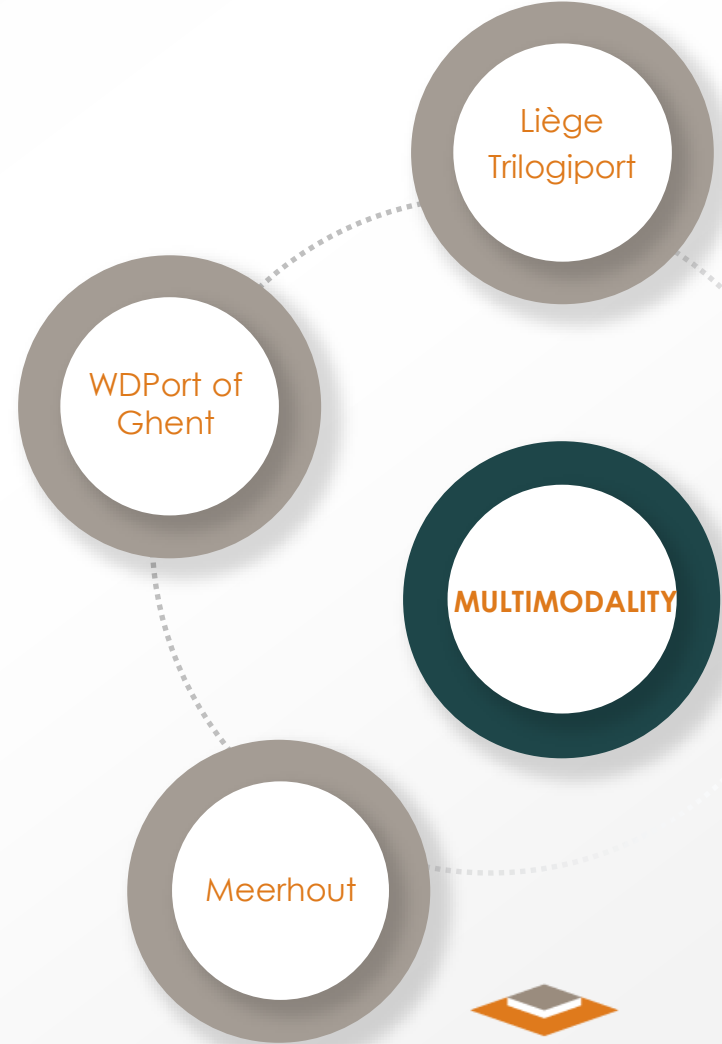 Liège
Trilogiport
WDPort of
Ghent
MULTIMODALITY
Meerhout